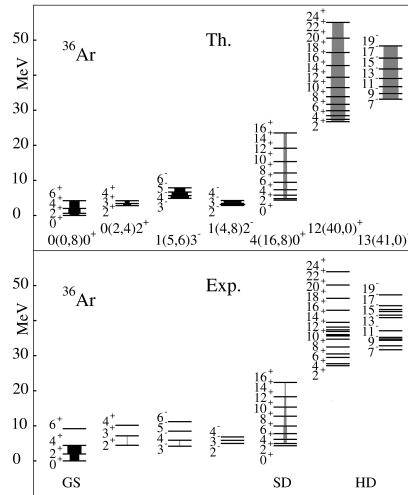 36Ar Th.
MeV
50
40
30
20
10
0
6+ 4+ 2+ 0+
4+ 3+ 2+
6- 5- 4- 3-
4- 3- 2-
16+ 14+ 12+ 10+ 8+ 6+ 4+ 2+ 0+
24+ 22+ 20+ 18+ 16+ 14+ 12+ 10+ 8+ 6+ 4+ 2+
19- 17- 15- 13- 11- 9- 7-
0(0,8)0+ 0(2,4)2+ 1(5,6)3- 1(4,8)2- 4(16,8)0+ 12(40,0)+ 13(41,0)-
36Ar Exp.
MeV
50
40
30
20
10
0
6+ 4+ 2+ 0+
4+ 3+ 2+
6- 5- 4- 3-
4- 3- 2-
16+ 14+ 12+ 10+ 8+ 6+ 4+ 2+ 0+
24+ 22+ 20+ 18+ 16+ 14+ 12+ 10+ 8+ 6+ 4+ 2+
19- 17- 15- 13- 11- 9- 7-
GS SD HD